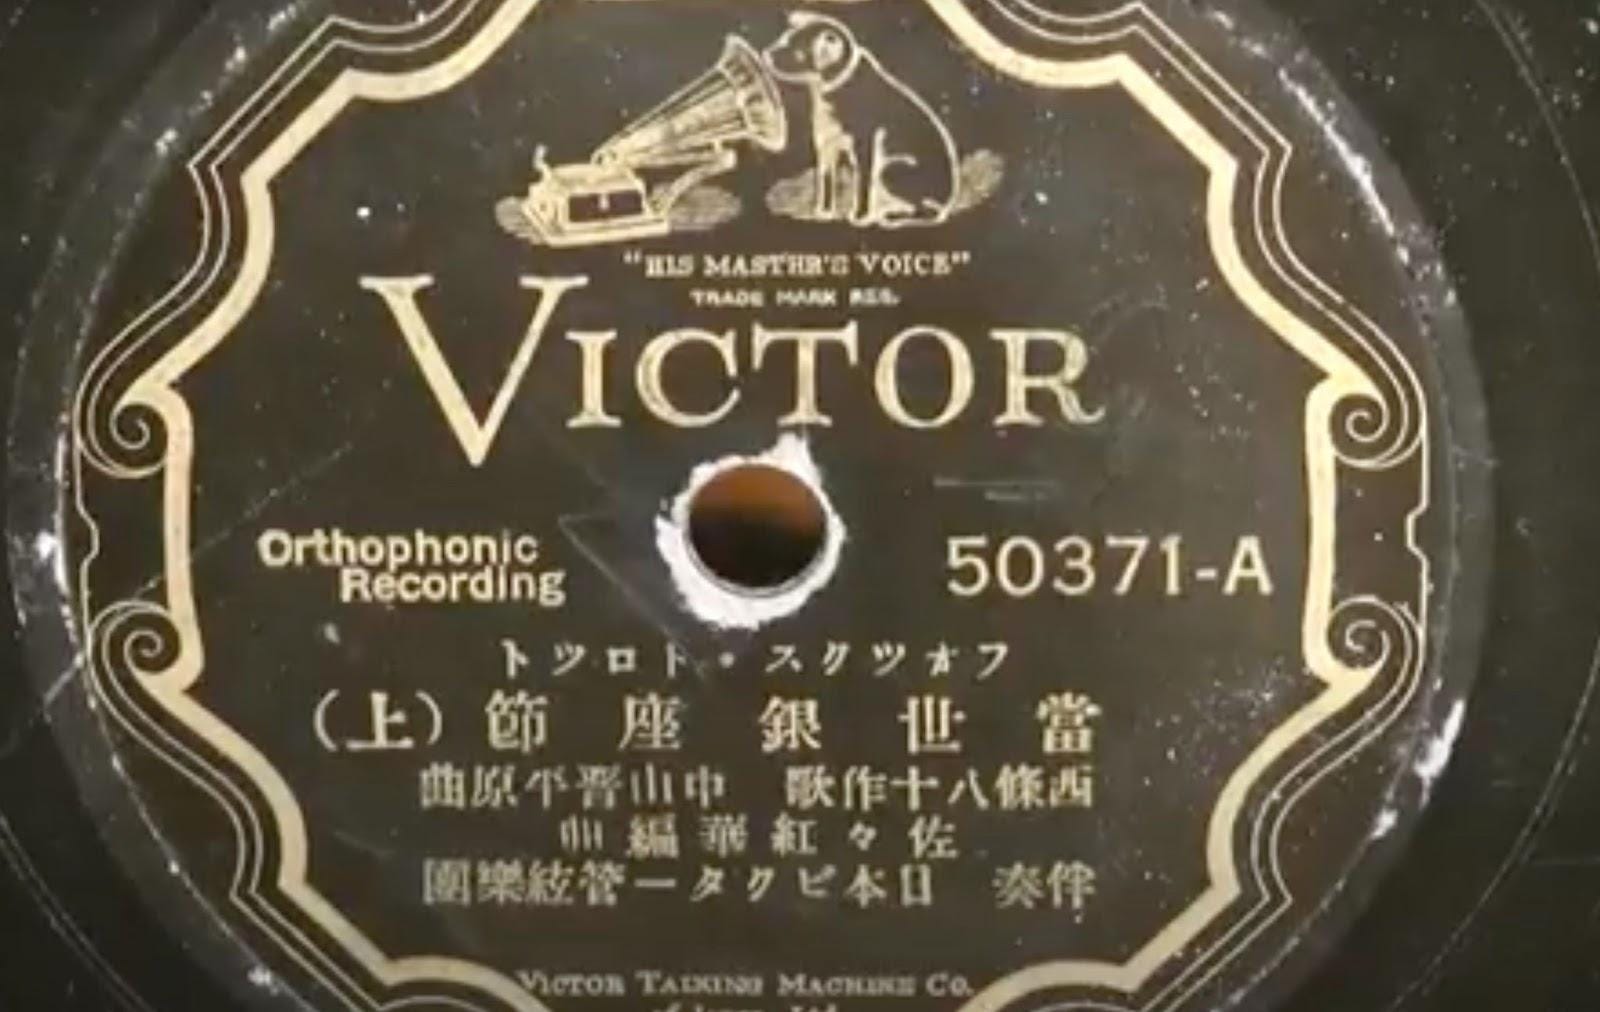 "HIS MASTER'S VOICE"
TRADE MARK REG.
VICTOR
Orthophonic
Recording
50371-A
フオツクス・トロツト
當世銀座節(上)
西條八十作歌 中山晋平原曲
佐々紅華編曲
伴奏 日本ビクター管絃樂團
VICTOR TALKING MACHINE CO.